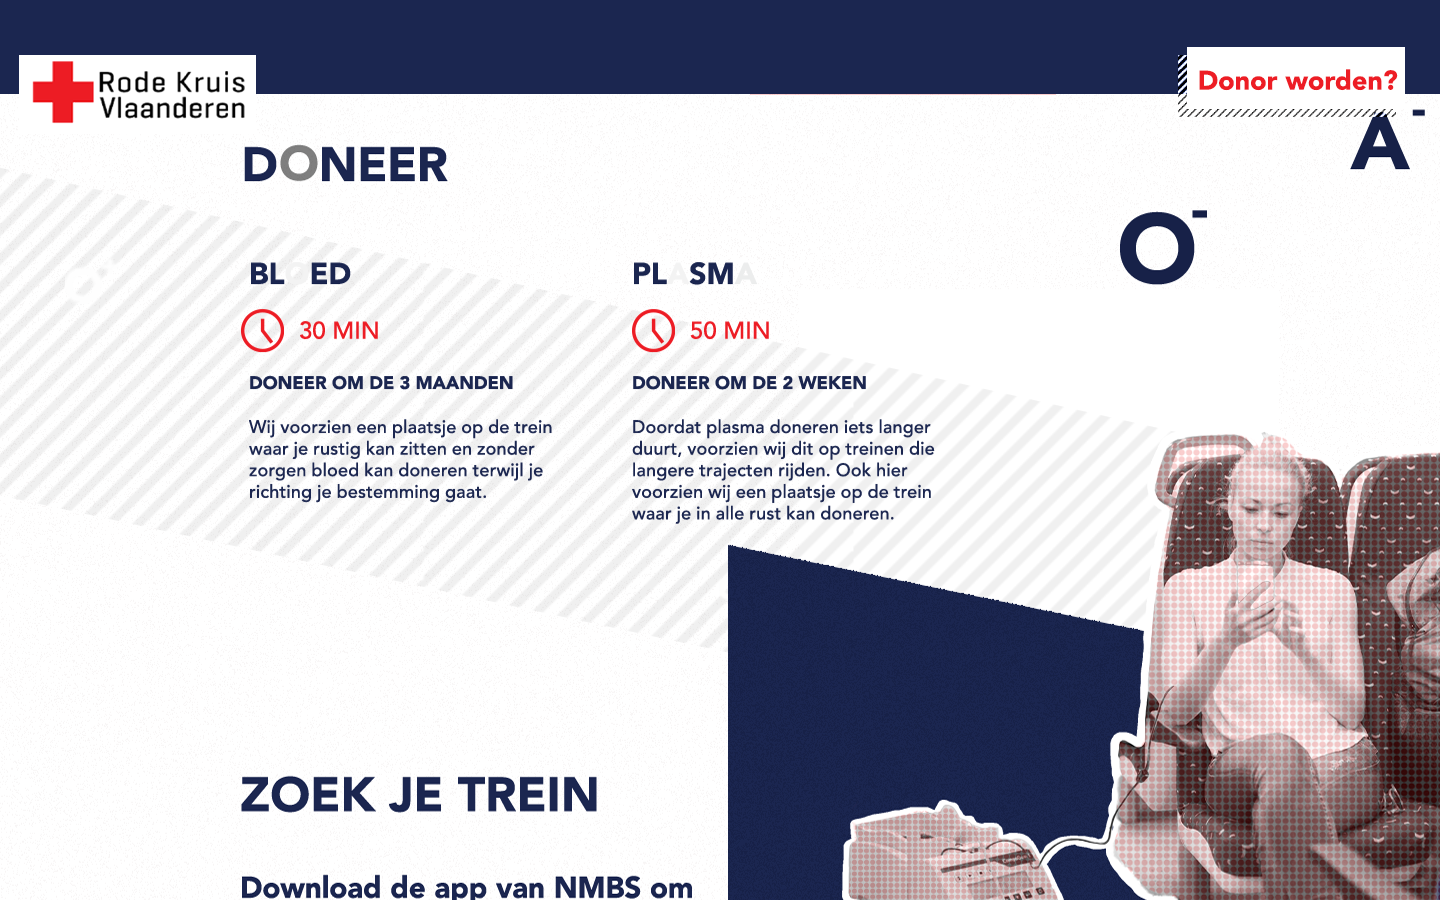 Rode Kruis
Vlaanderen
Donor worden?
A-
DONEER
O-
BLOED
PLASMA
30 MIN
50 MIN
DONEER OM DE 3 MAANDEN
DONEER OM DE 2 WEKEN
Wij voorzien een plaatsje op de trein
waar je rustig kan zitten en zonder
zorgen bloed kan doneren terwijl je
richting je bestemming gaat.
Doordat plasma doneren iets langer
duurt, voorzien wij dit op treinen die
langere trajecten rijden. Ook hier
voorzien wij een plaatsje op de trein
waar je in alle rust kan doneren.
ZOEK JE TREIN
Download de app van NMBS om